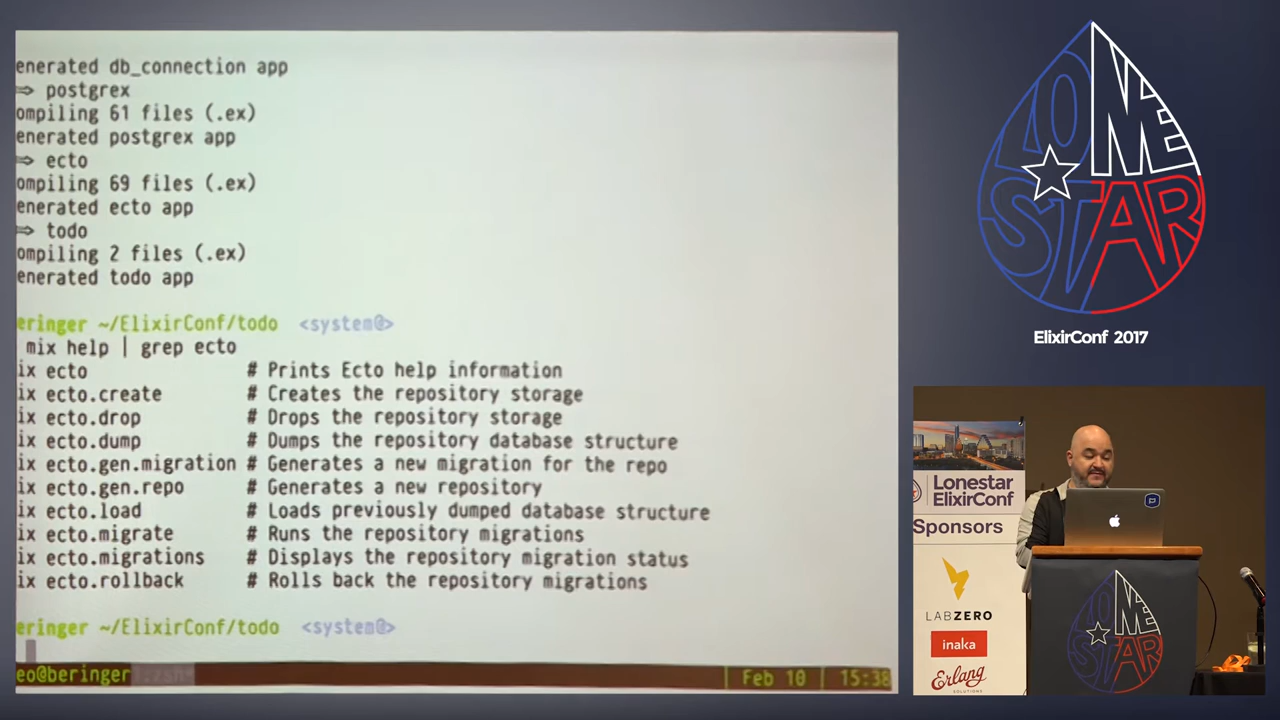 enerated db_connection app
⇒ postgrex
ompiling 61 files (.ex)
enerated postgrex app
⇒ ecto
ompiling 69 files (.ex)
enerated ecto app
⇒ todo
ompiling 2 files (.ex)
enerated todo app
eringer ~/ElixirConf/todo <system@>
mix help | grep ecto
ix ecto # Prints Ecto help information
ix ecto.create # Creates the repository storage
ix ecto.drop # Drops the repository storage
ix ecto.dump # Dumps the repository database structure
ix ecto.gen.migration # Generates a new migration for the repo
ix ecto.gen.repo # Generates a new repository
ix ecto.load # Loads previously dumped database structure
ix ecto.migrate # Runs the repository migrations
ix ecto.migrations # Displays the repository migration status
ix ecto.rollback # Rolls back the repository migrations
eringer ~/ElixirConf/todo <system@>
eo@beringer
Feb 10 | 15:38
LONE
STAR
ElixirConf 2017
Lonestar
ElixirConf
Sponsors
LABZERO
inaka
Erlang
SOLUTIONS
LONE
STAR